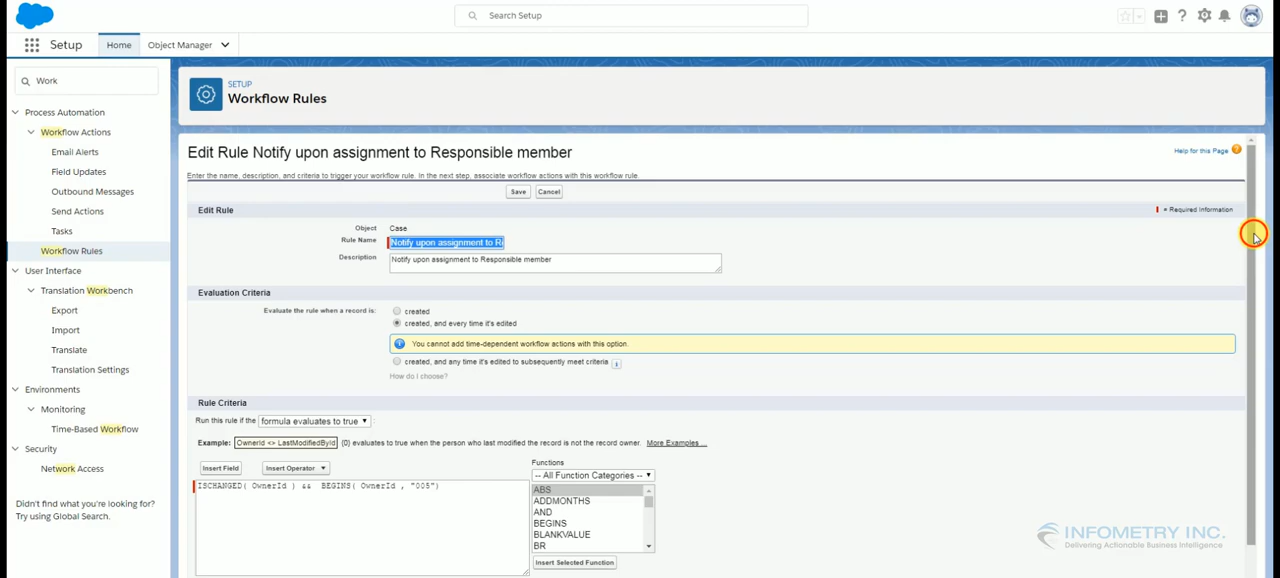 Search Setup
Setup
Home
Object Manager
Work
Process Automation
Workflow Actions
Email Alerts
Field Updates
Outbound Messages
Send Actions
Tasks
Workflow Rules
User Interface
Translation Workbench
Export
Import
Translate
Translation Settings
Environments
Monitoring
Time-Based Workflow
Security
Network Access
Didn't find what you're looking for?
Try using Global Search.
SETUP
Workflow Rules
Edit Rule Notify upon assignment to Responsible member
Help for this Page
Enter the name, description, and criteria to trigger your workflow rule. In the next step, associate workflow actions with this workflow rule.
Save Cancel
Edit Rule
= Required Information
Object Case
Rule Name Notify upon assignment to R
Description Notify upon assignment to Responsible member
Evaluation Criteria
Evaluate the rule when a record is: created
created, and every time it's edited
You cannot add time-dependent workflow actions with this option.
created, and any time it's edited to subsequently meet criteria
How do I choose?
Rule Criteria
Run this rule if the formula evaluates to true :
Example: OwnerId <> LastModifiedById evaluates to true when the person who last modified the record is not the record owner. More Examples ...
Insert Field Insert Operator
Functions
-- All Function Categories --
ISCHANGED( OwnerId ) && BEGINS( OwnerId , "005")
ABS
ADDMONTHS
AND
BEGINS
BLANKVALUE
BR
Insert Selected Function
INFOMETRY INC.
Delivering Actionable Business Intelligence